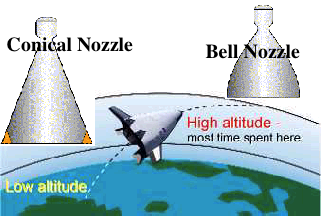 Conical Nozzle
Bell Nozzle
High altitude
most time spent here
Low altitude